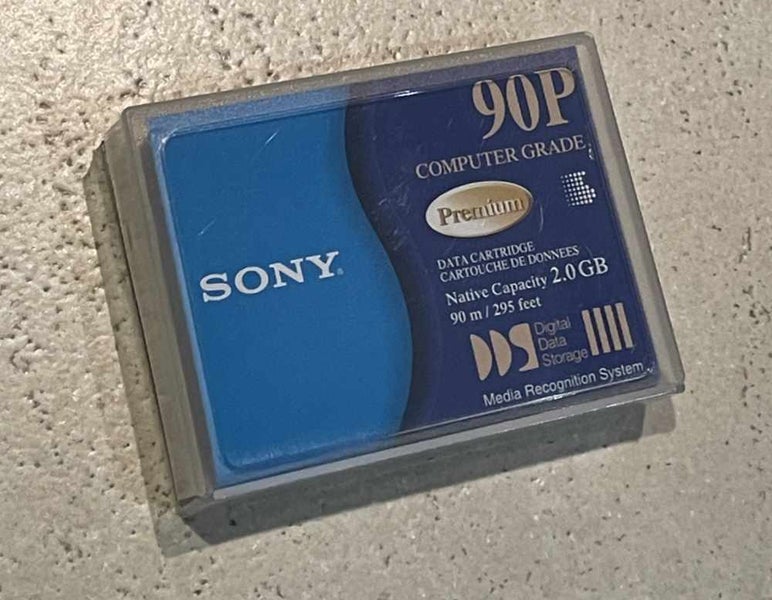 90P
COMPUTER GRADE
Premium
DATA CARTRIDGE
CARTOUCHE DE DONNEES
SONY®
Native Capacity 2.0 GB
90 m / 295 feet
DDS Digital
Data
Storage
Media Recognition System